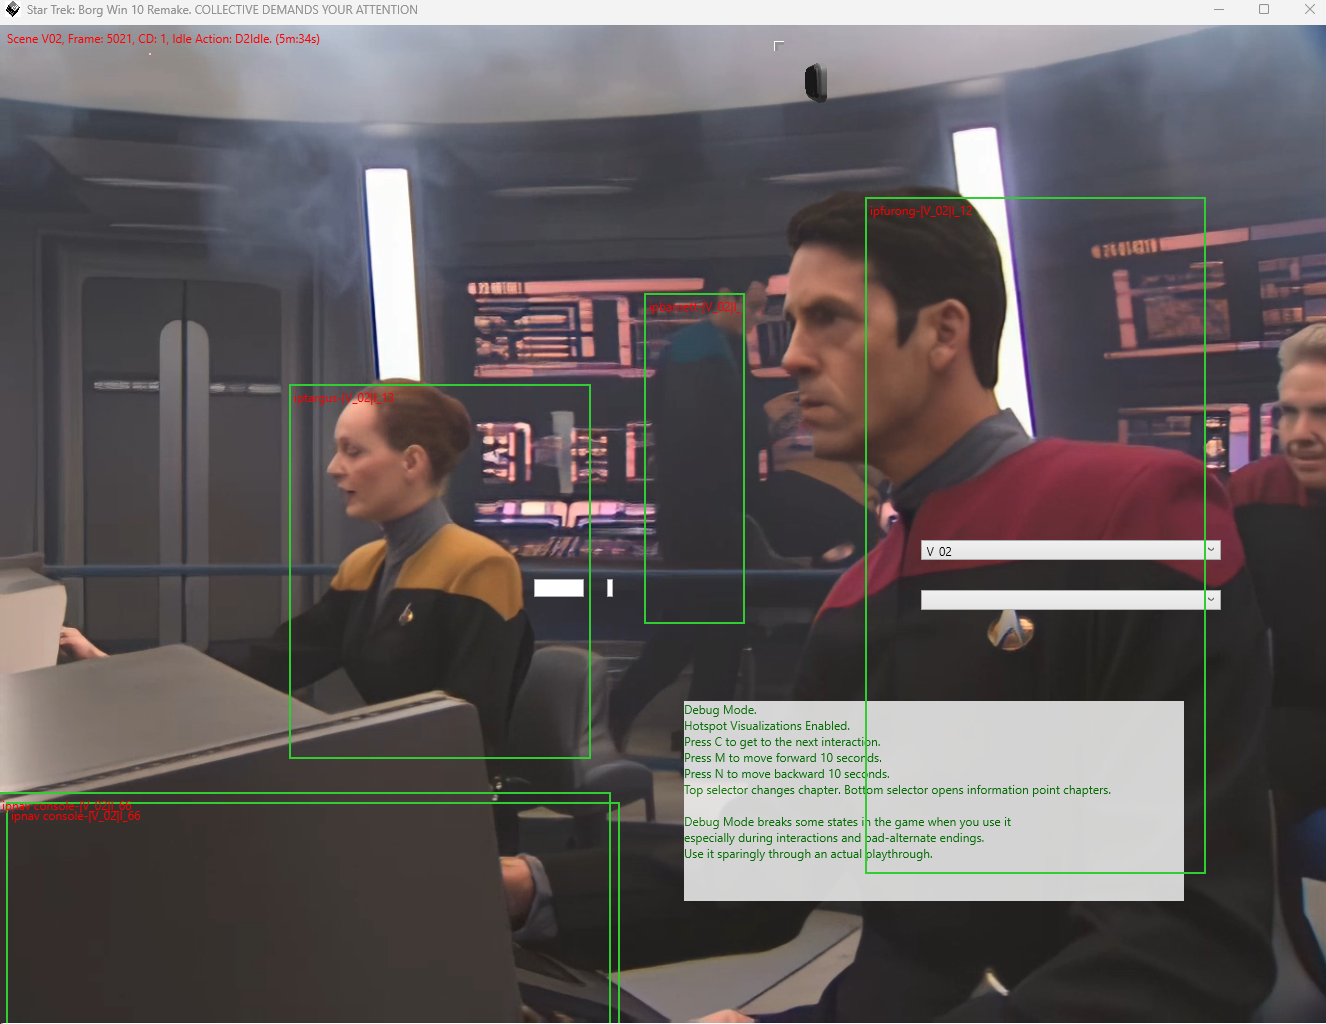 Star Trek: Borg Win 10 Remake. COLLECTIVE DEMANDS YOUR ATTENTION
Scene V02, Frame: 5021, CD: 1, Idle Action: D2Idle. (5m:34s)
ipfurong-|V_02|I_12
V_02
Debug Mode.
Hotspot Visualizations Enabled.
Press C to get to the next interaction.
Press M to move forward 10 seconds.
Press N to move backward 10 seconds.
Top selector changes chapter. Bottom selector opens information point chapters.
Debug Mode breaks some states in the game when you use it
especially during interactions and bad-alternate endings.
Use it sparingly through an actual playthrough.
ipnav console-|V_02|I_66
ipnav console-|V_02|I_66